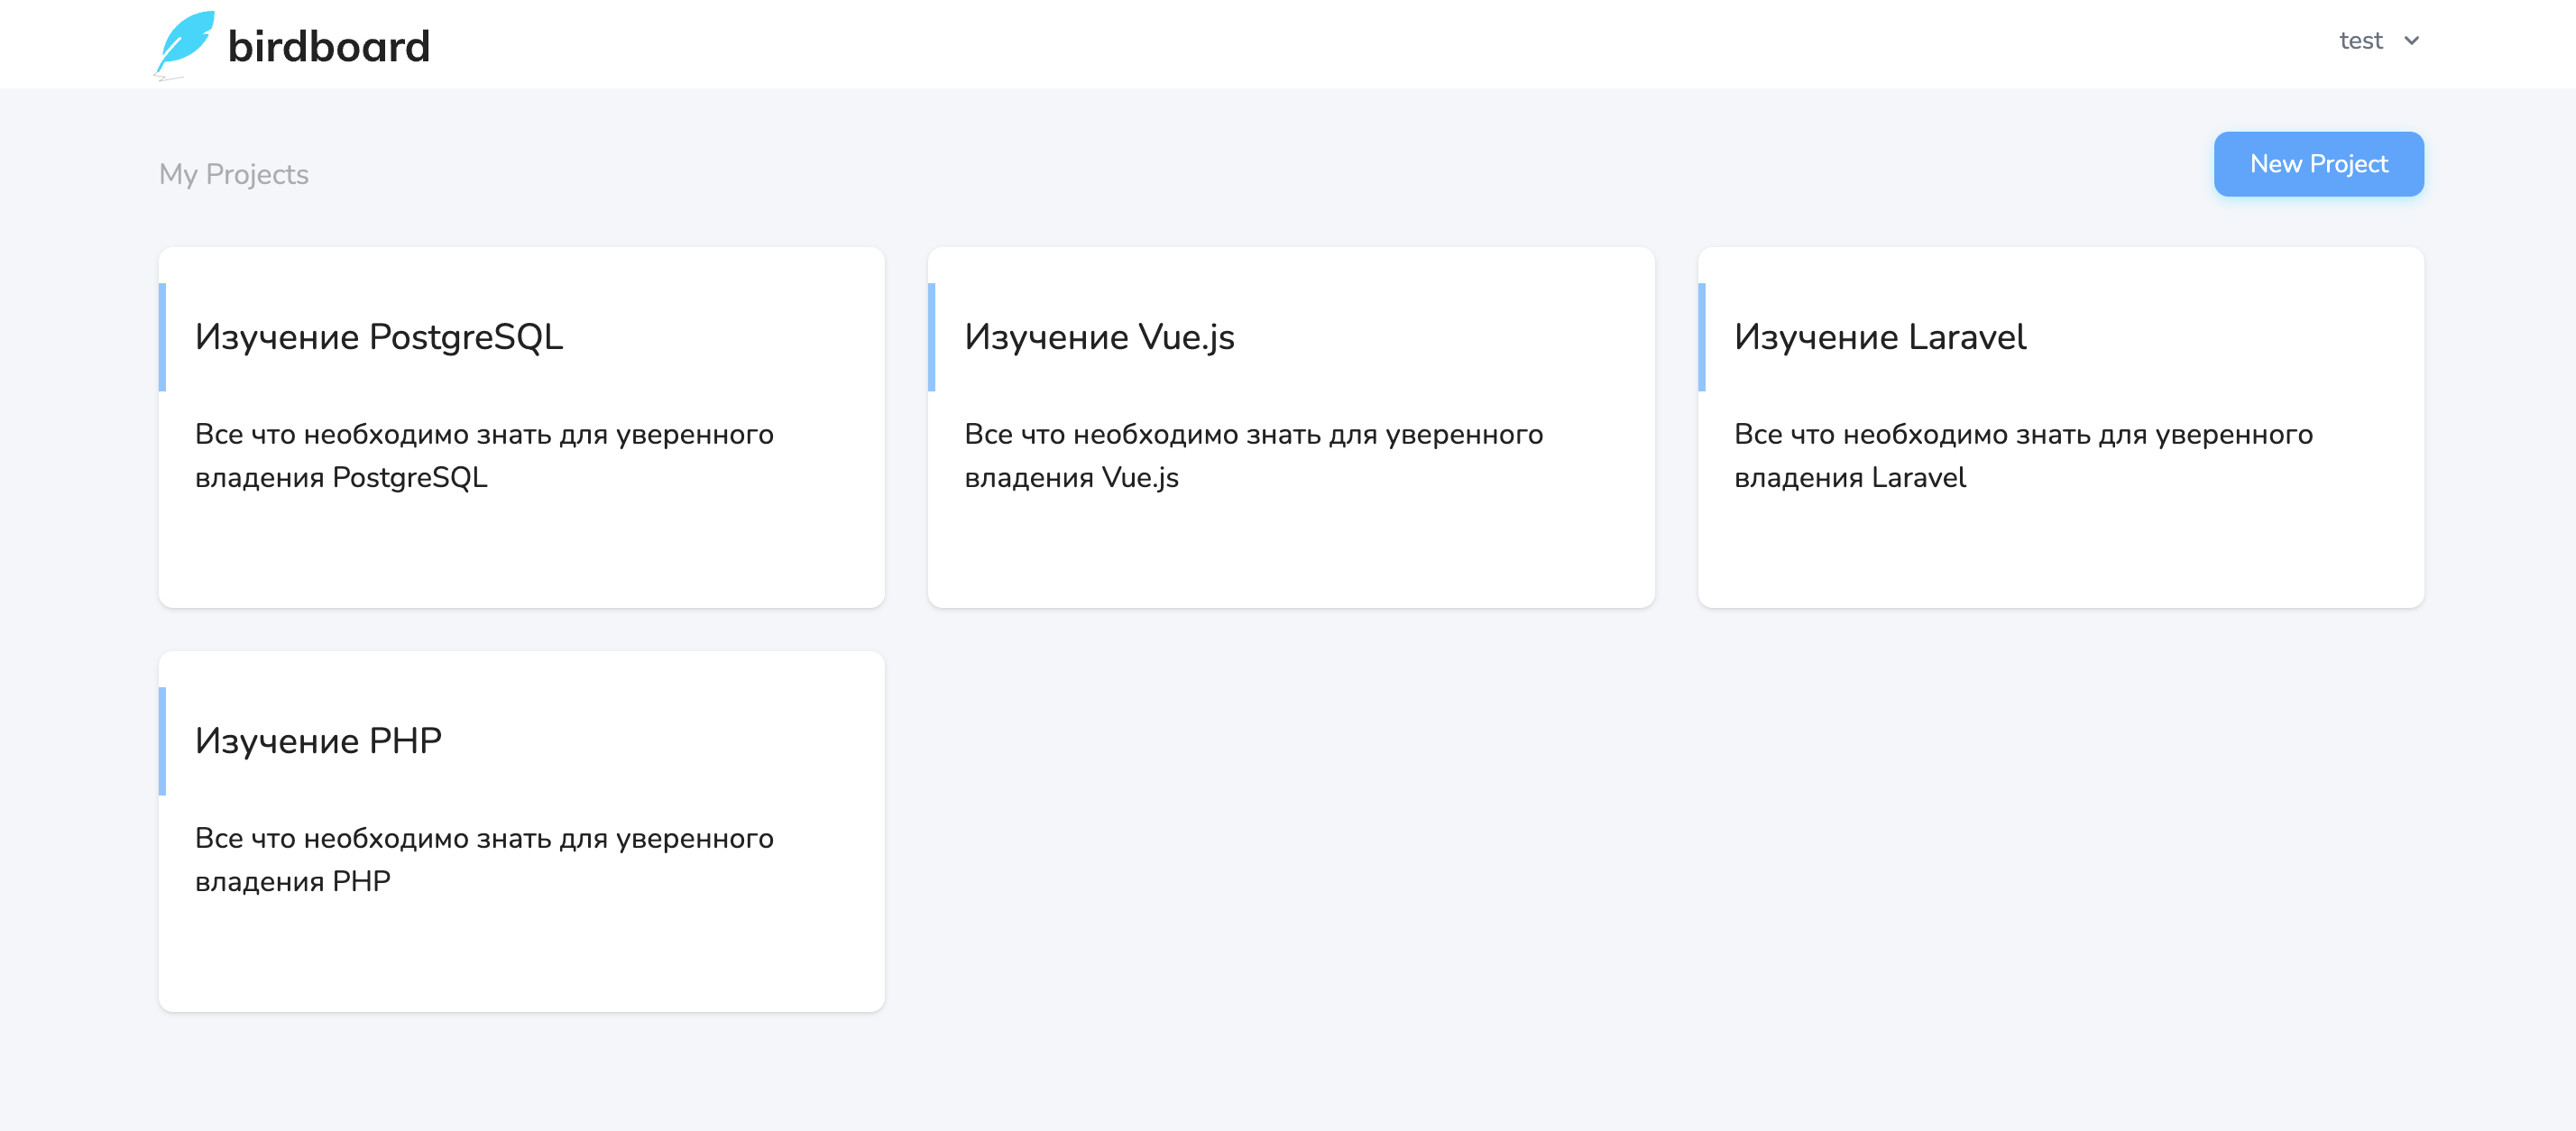 birdboard
test
My Projects
New Project
Изучение PostgreSQL
Все что необходимо знать для уверенного
владения PostgreSQL
Изучение Vue.js
Все что необходимо знать для уверенного
владения Vue.js
Изучение Laravel
Все что необходимо знать для уверенного
владения Laravel
Изучение PHP
Все что необходимо знать для уверенного
владения PHP